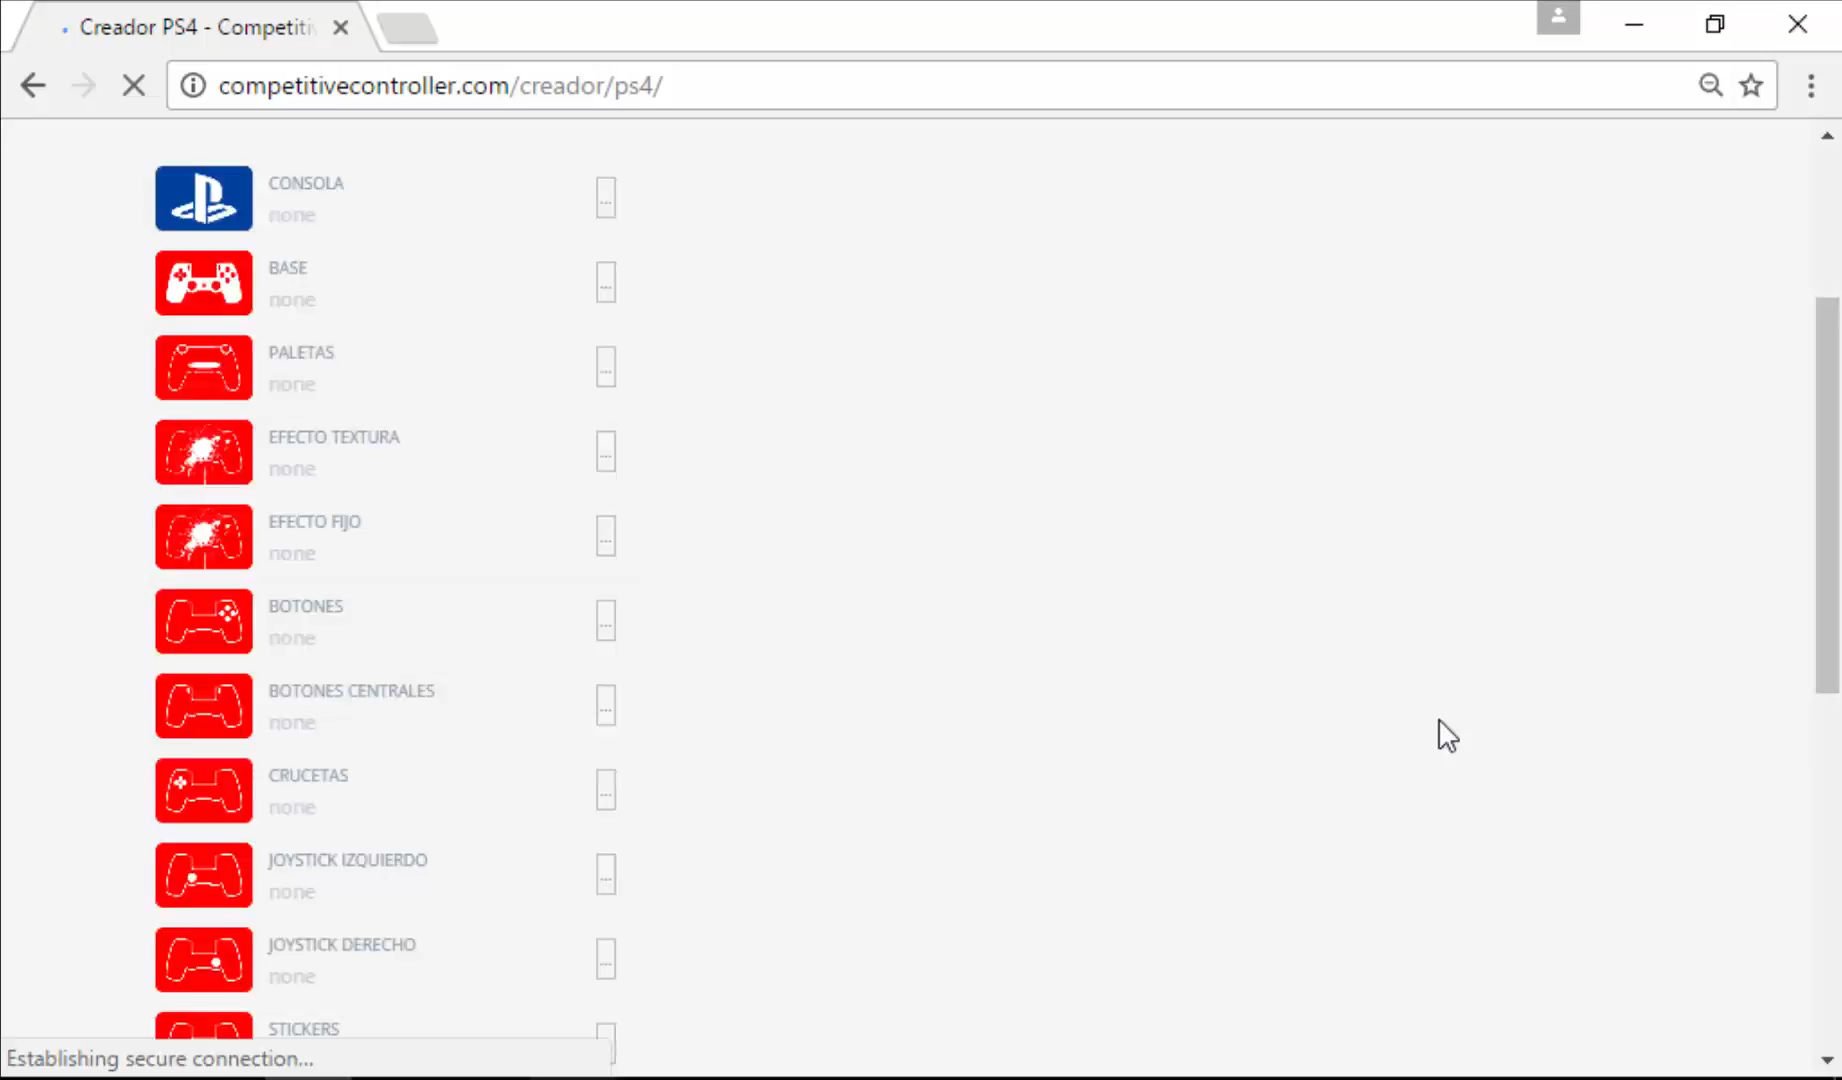 Creador PS4 - Competiti
competitivecontroller.com/creador/ps4/
CONSOLA
none
...
BASE
none
...
PALETAS
none
...
EFECTO TEXTURA
none
...
EFECTO FIJO
none
...
BOTONES
none
...
BOTONES CENTRALES
none
...
CRUCETAS
none
...
JOYSTICK IZQUIERDO
none
...
JOYSTICK DERECHO
none
...
STICKERS
Establishing secure connection...